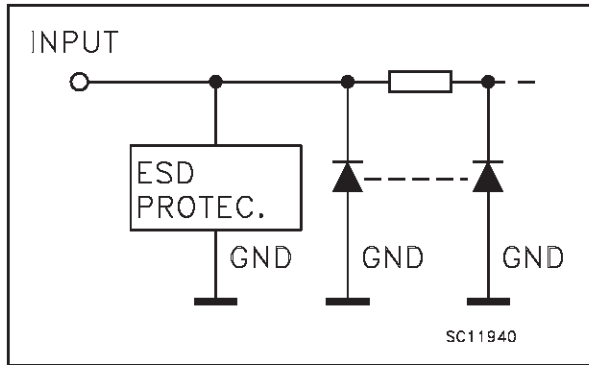 INPUT
ESD
PROTEC.
GND
GND
GND
SC11940